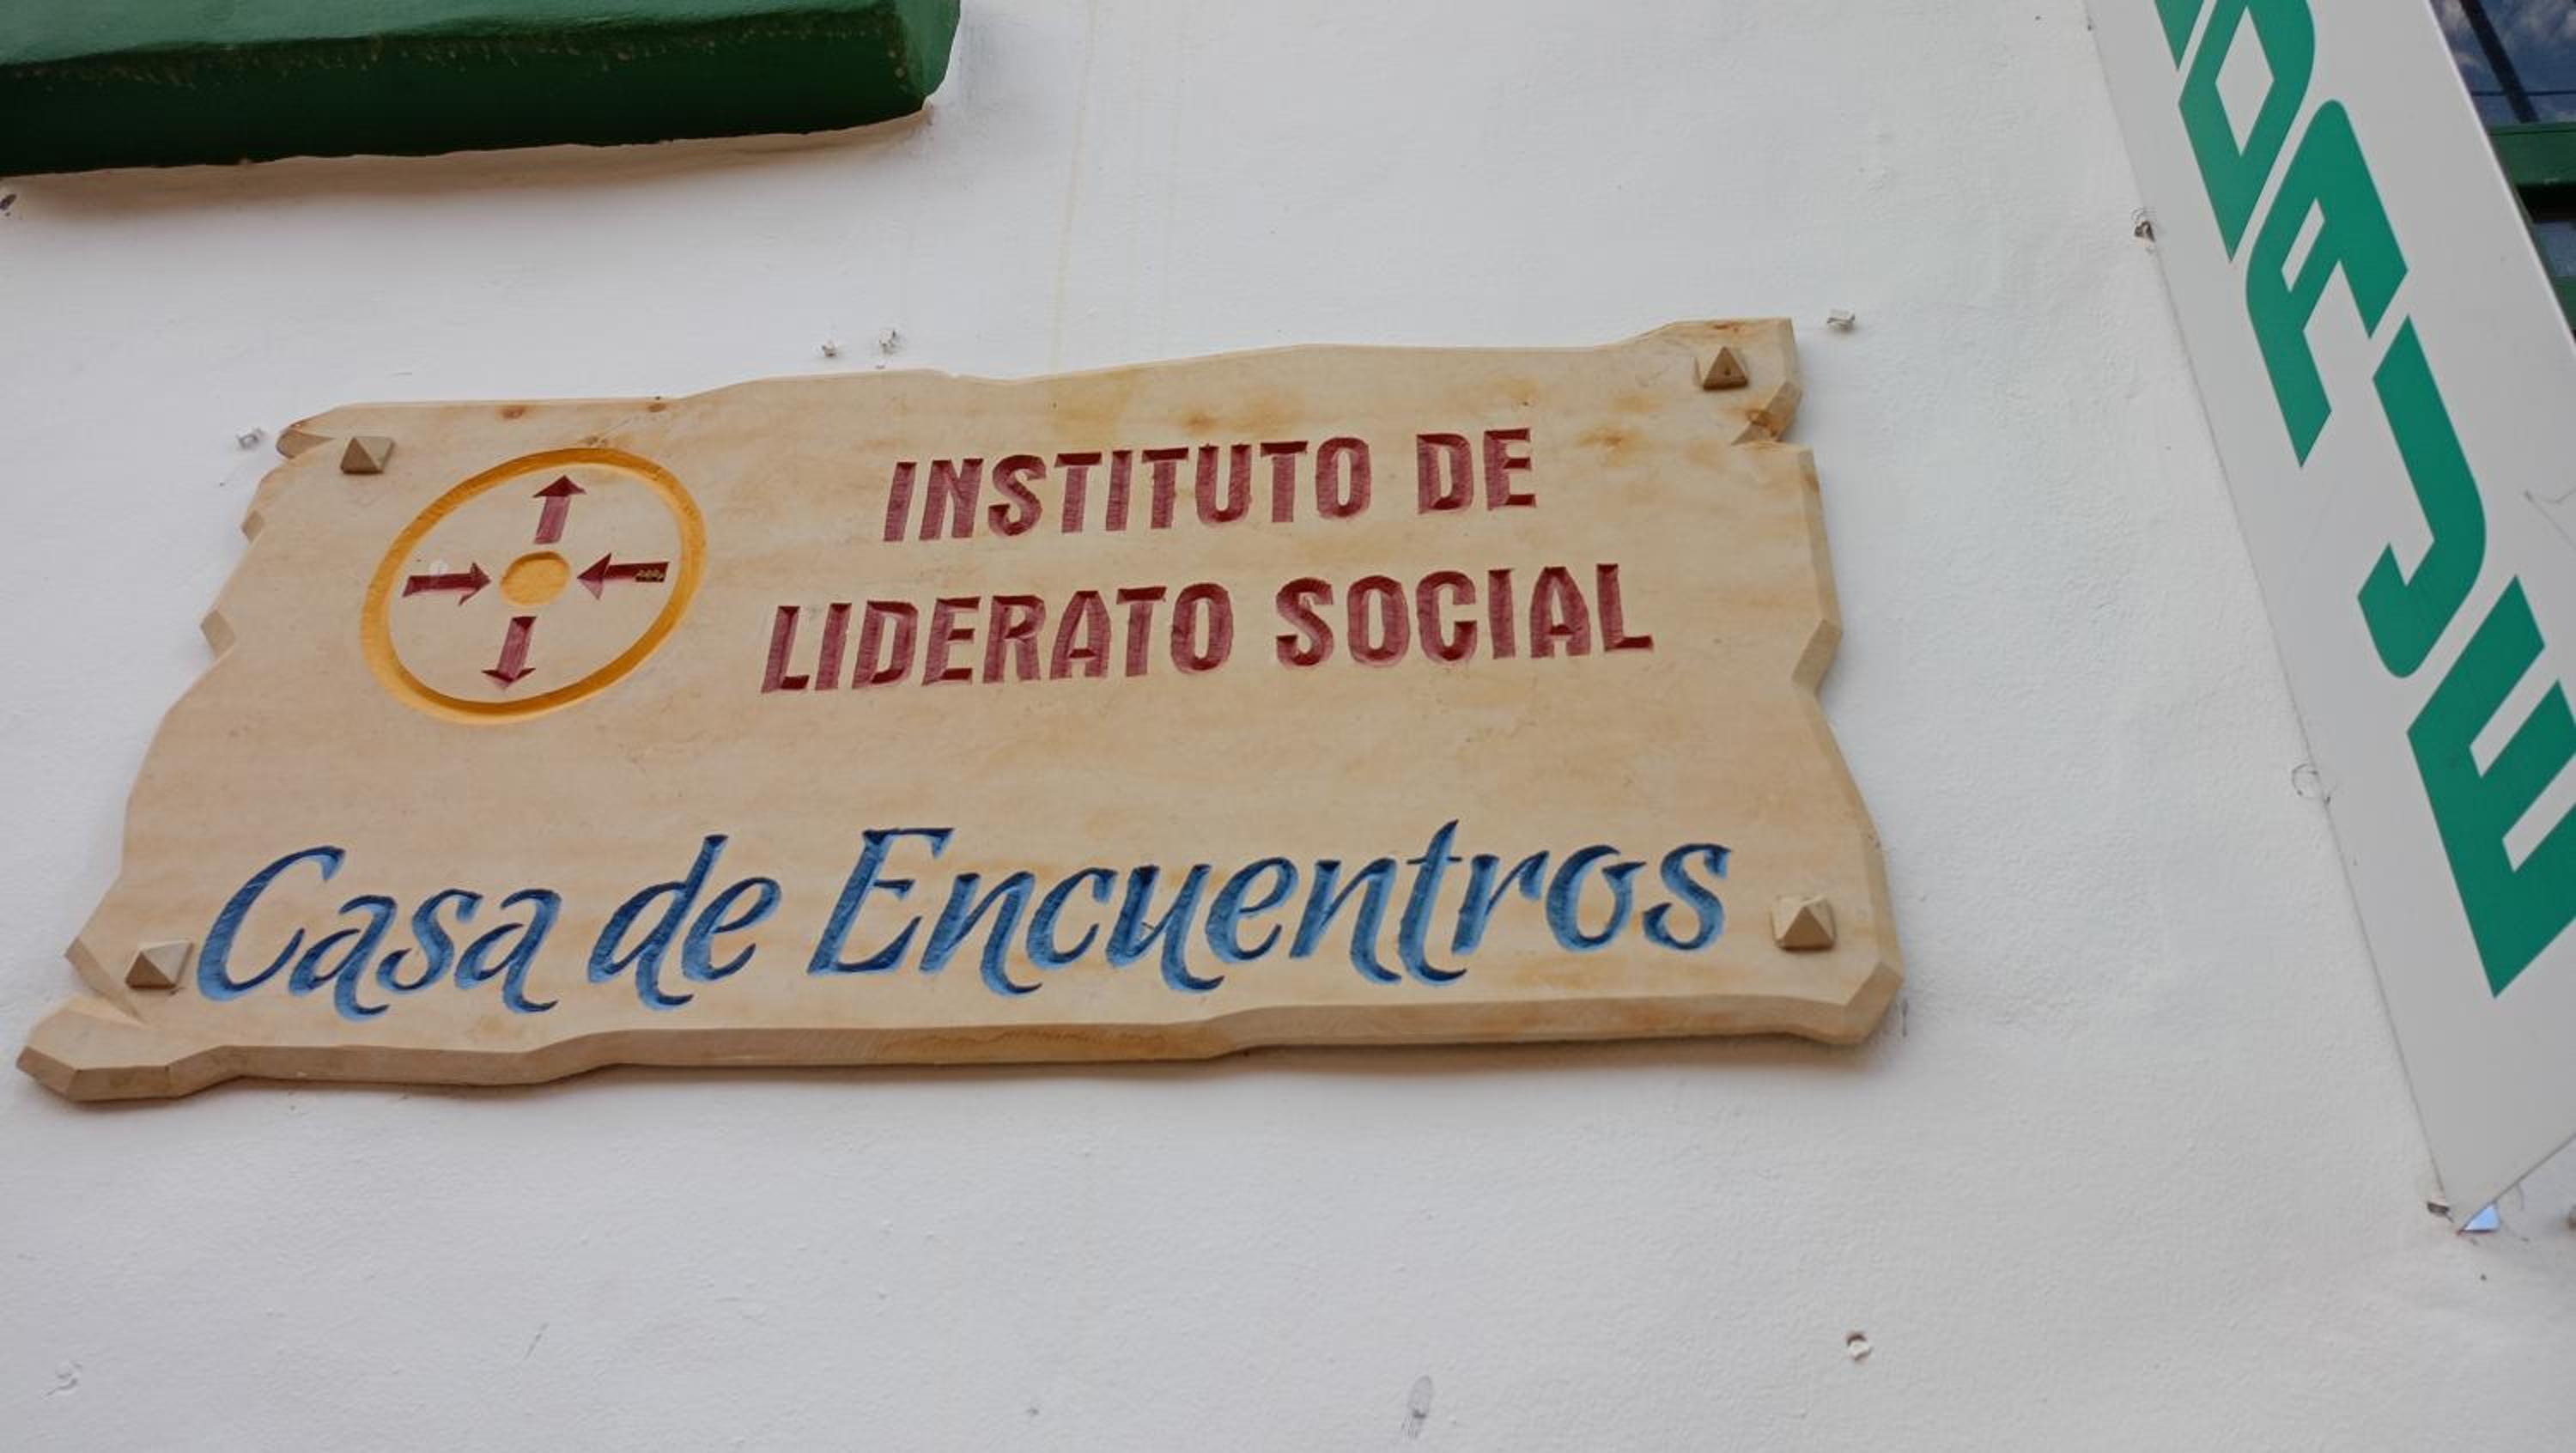 INSTITUTO DE
LIDERATO SOCIAL
Casa de Encuentros